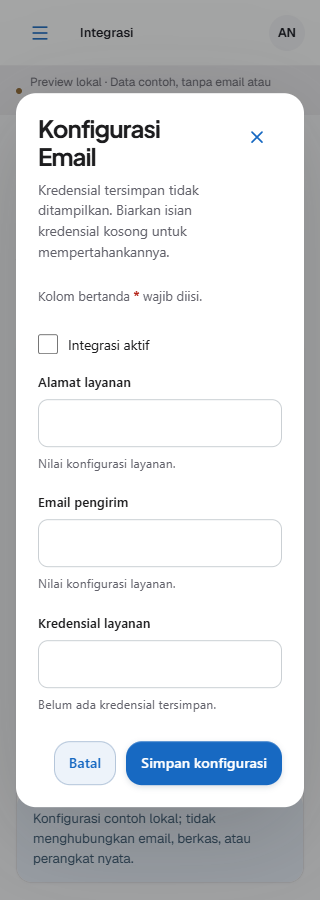 Integrasi
AN
Preview lokal · Data contoh, tanpa email atau
Konfigurasi
Email
Kredensial tersimpan tidak
ditampilkan. Biarkan isian
kredensial kosong untuk
mempertahankannya.
Kolom bertanda * wajib diisi.
Integrasi aktif
Alamat layanan
Nilai konfigurasi layanan.
Email pengirim
Nilai konfigurasi layanan.
Kredensial layanan
Belum ada kredensial tersimpan.
Batal
Simpan konfigurasi
Konfigurasi contoh lokal; tidak
menghubungkan email, berkas, atau
perangkat nyata.